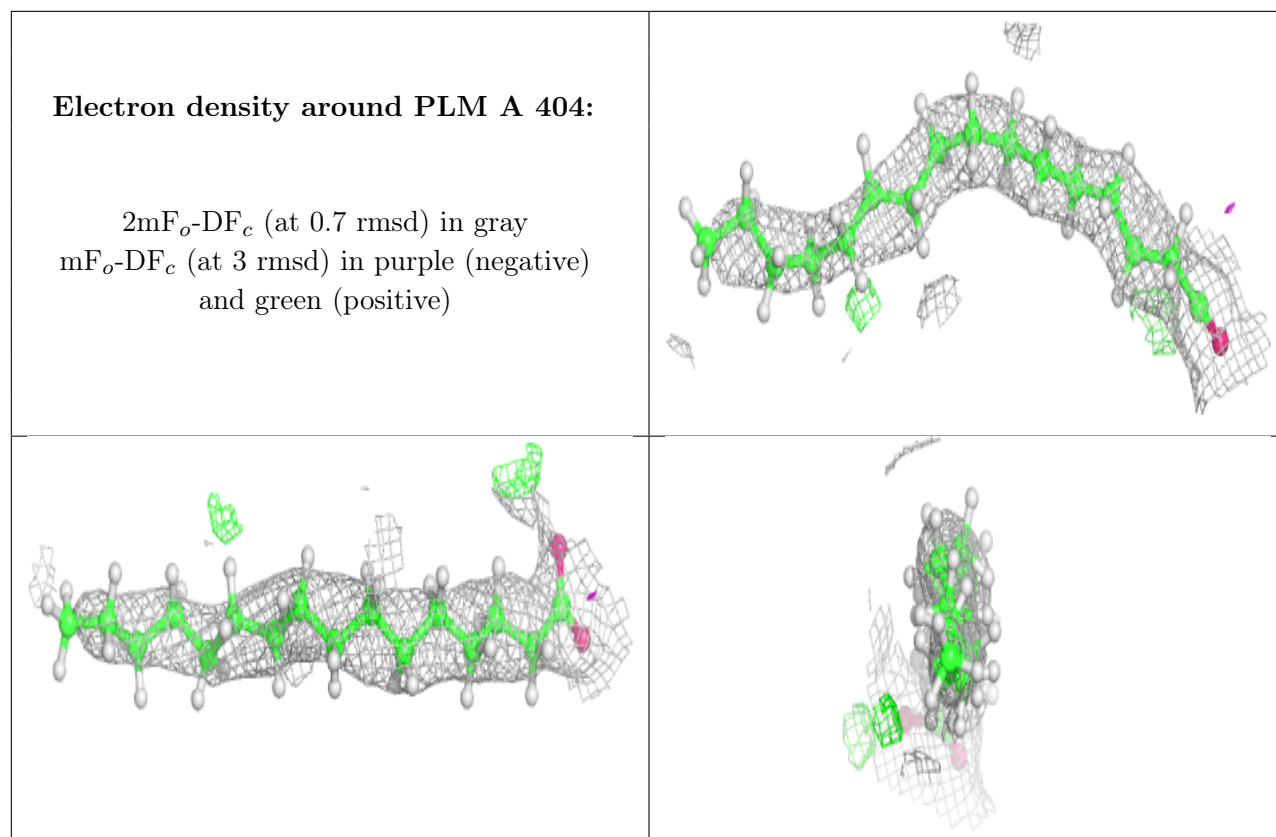 Electron density around PLM A 404:
2mFo-DFc (at 0.7 rmsd) in gray
mFo-DFc (at 3 rmsd) in purple (negative)
and green (positive)